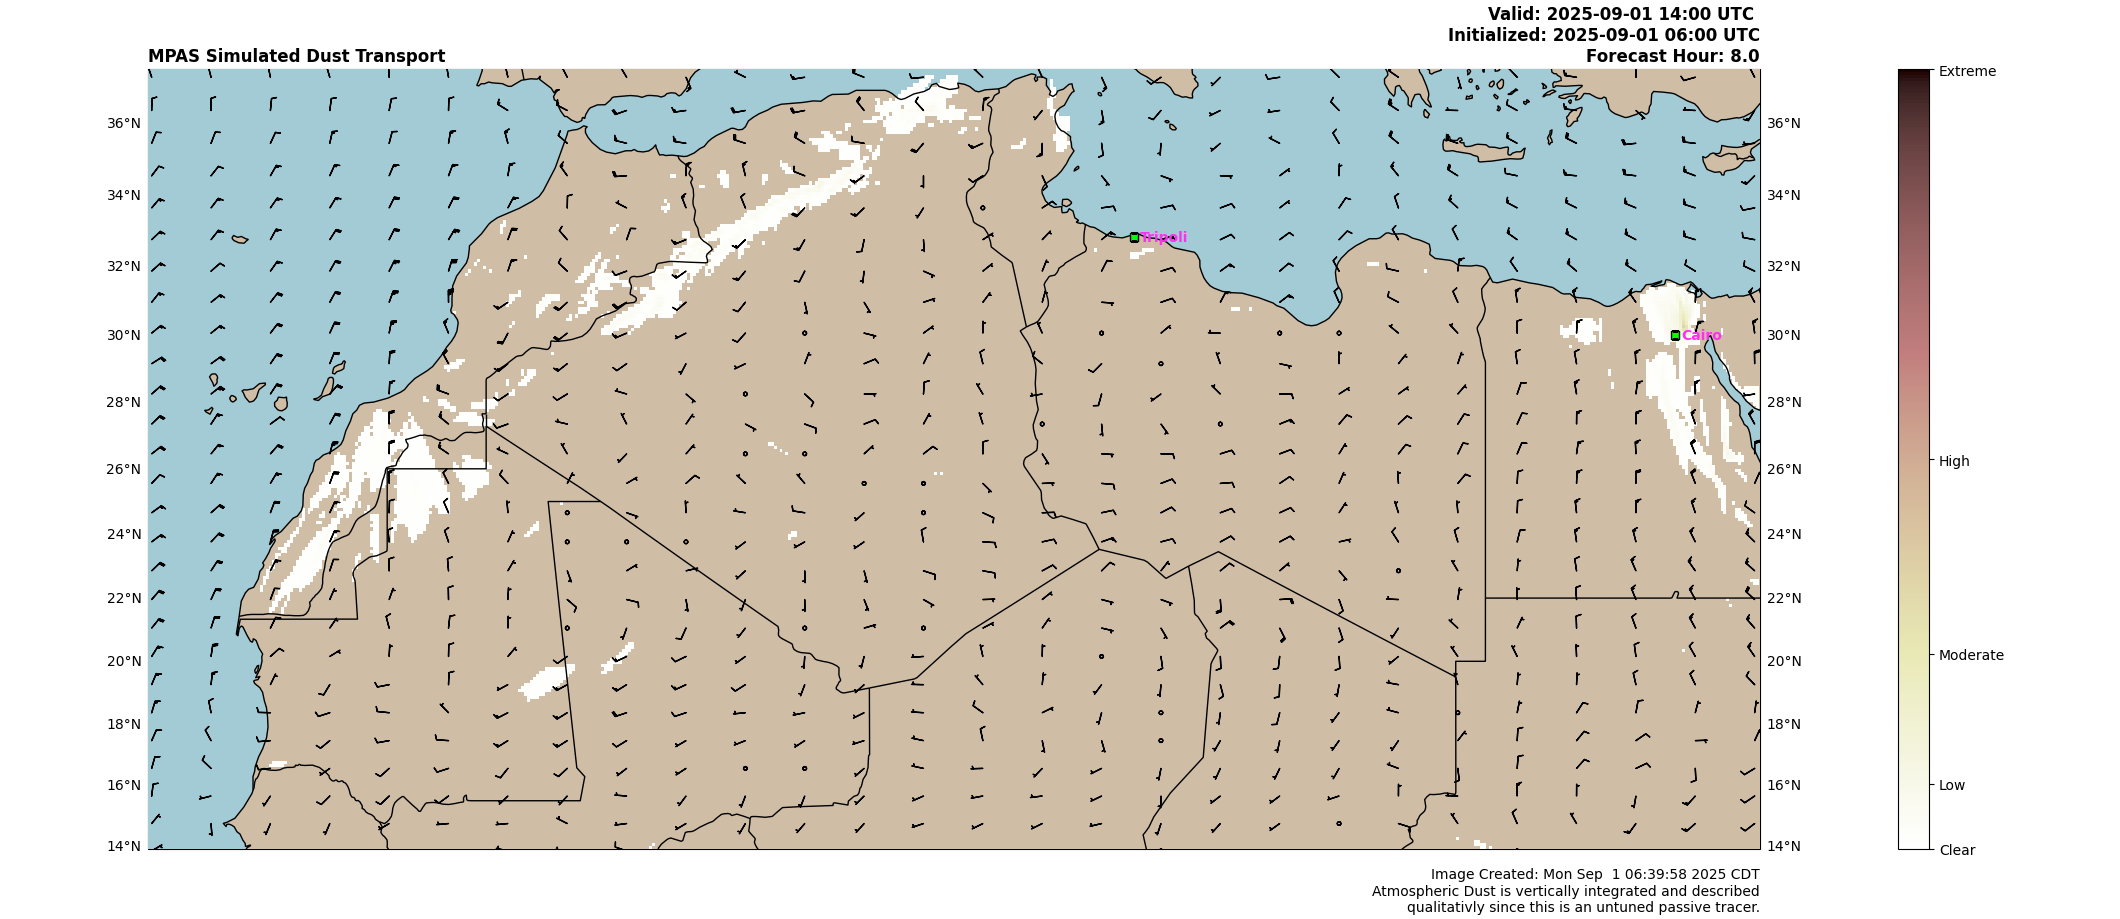 Valid: 2025-09-01 14:00 UTC
Initialized: 2025-09-01 06:00 UTC
MPAS Simulated Dust Transport
Forecast Hour: 8.0
Extreme
36°N
36°N
34°N
34°N
Tripoli
32°N
32°N
30°N
Cairo
30°N
28°N
28°N
26°N
26°N
High
24°N
24°N
22°N
22°N
20°N
20°N
Moderate
18°N
18°N
16°N
16°N
Low
14°N
14°N
Clear
Image Created: Mon Sep  1 06:39:58 2025 CDT
Atmospheric Dust is vertically integrated and described
qualitativly since this is an untuned passive tracer.